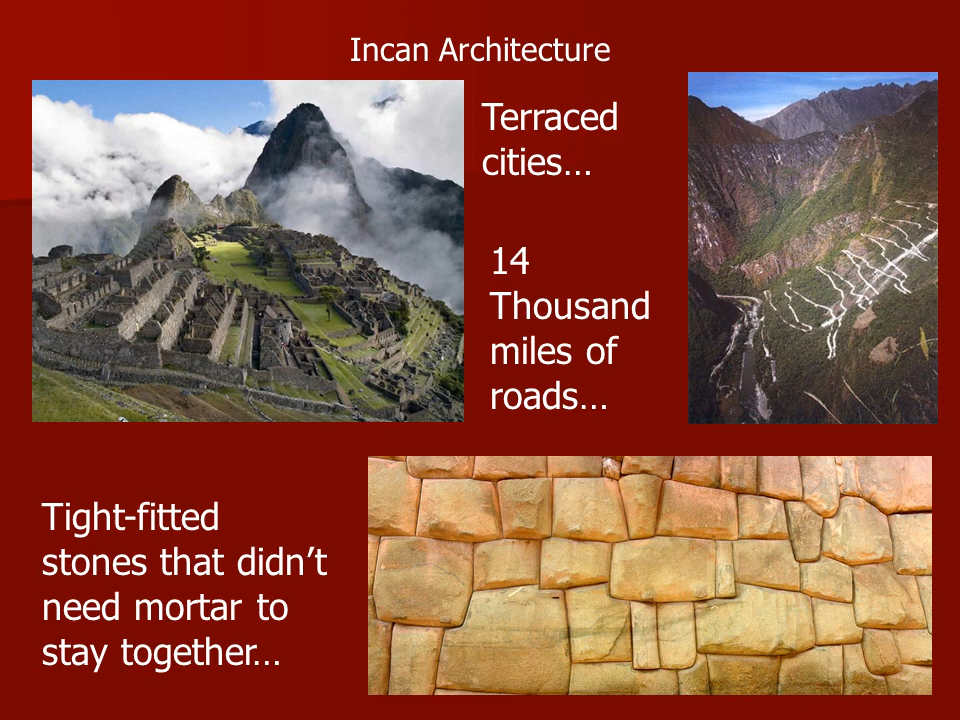 Incan Architecture
Terraced
cities…
14
Thousand
miles of
roads…
Tight-fitted
stones that didn’t
need mortar to
stay together…